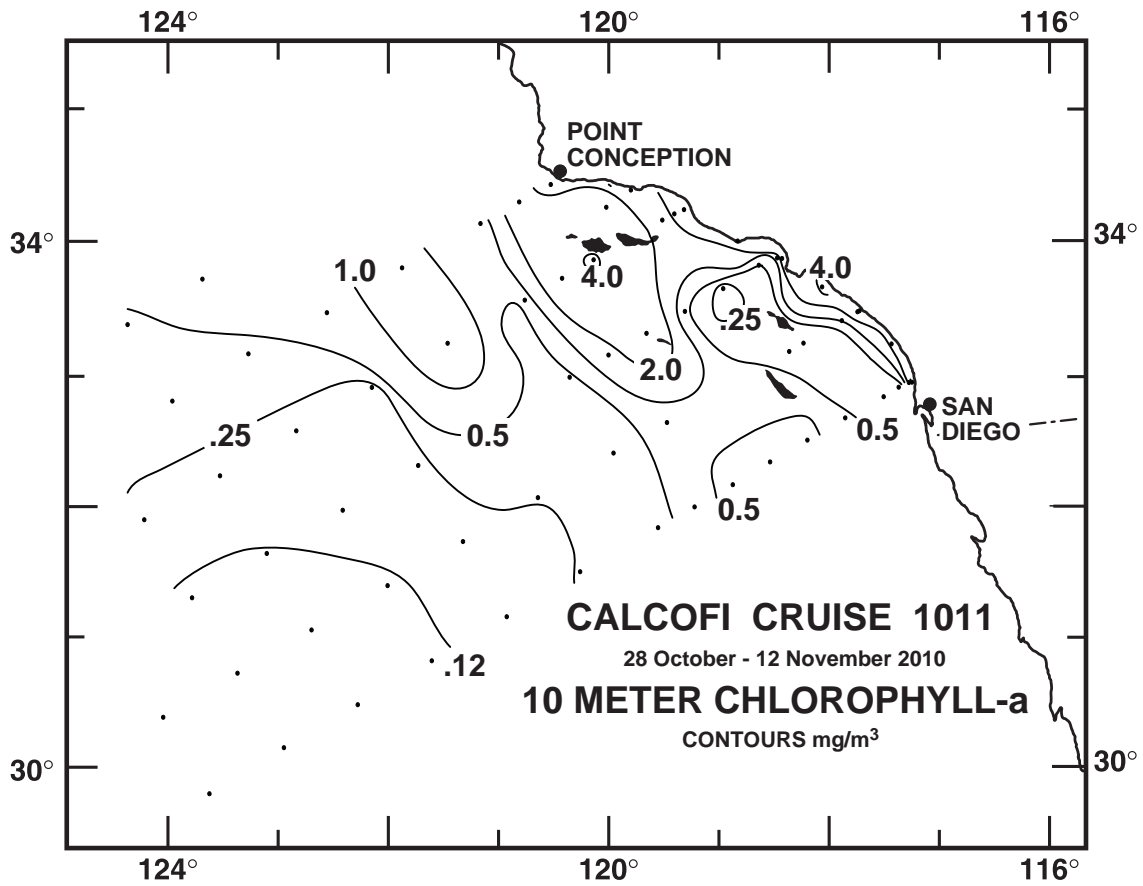 124° 120° 116°
POINT
CONCEPTION
34° 34°
1.0 4.0 4.0
.25
2.0
.25 0.5 0.5
SAN
DIEGO
0.5
CALCOFI CRUISE 1011
28 October - 12 November 2010
.12
10 METER CHLOROPHYLL-a
CONTOURS mg/m³
30° 30°
124° 120° 116°